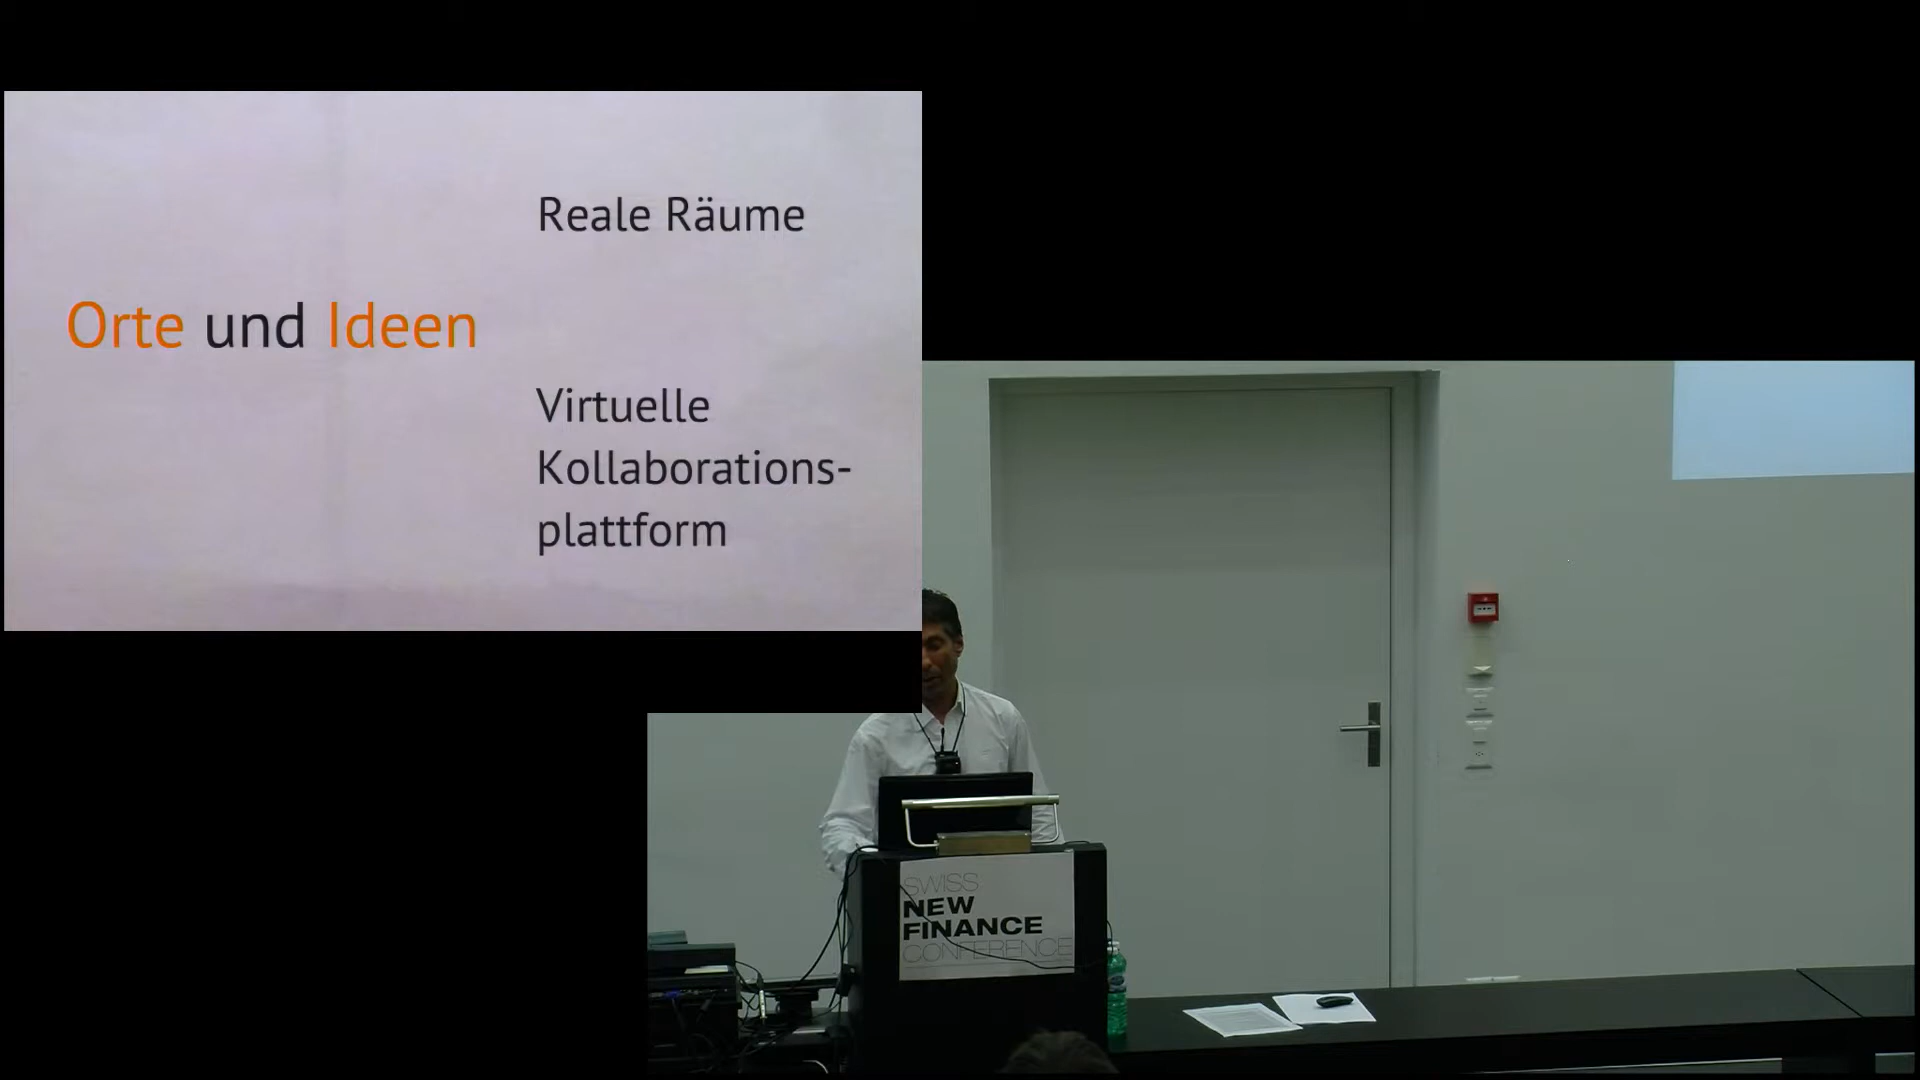 Reale Räume
Orte und Ideen
Virtuelle
Kollaborations-
plattform
SWISS
NEW
FINANCE
CONFERENCE